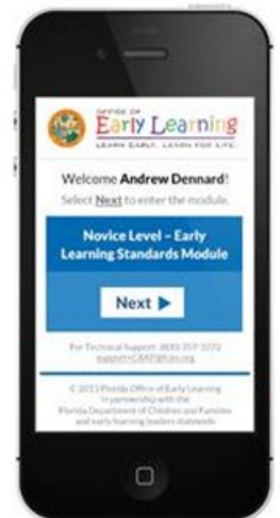 OFFICE OF
Early Learning
LEARN EARLY. LEARN FOR LIFE.
Welcome Andrew Dennard!
Select Next to enter the module.
Novice Level – Early
Learning Standards Module
Next
For Technical Support: (800) 357-1072
© 2013 Florida Office of Early Learning
In partnership with the
Florida Department of Children and Families
and early learning leaders statewide